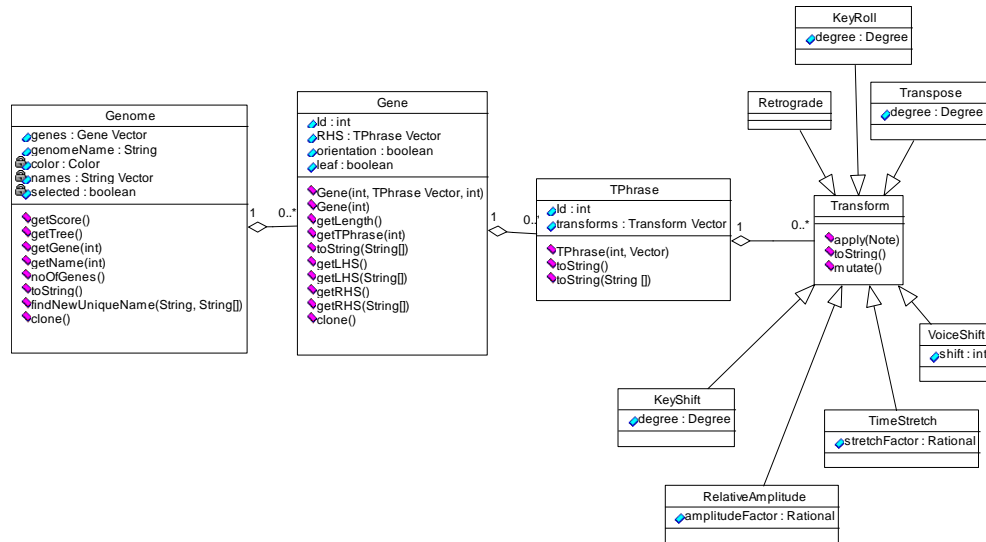 KeyRoll
degree : Degree
Retrograde
Transpose
degree : Degree
Genome
genes : Gene Vector
genomeName : String
color : Color
names : String Vector
selected : boolean
getScore()
getTree()
getGene(int)
getName(int)
noOfGenes()
toString()
findNewUniqueName(String, String[])
clone()
1
0..*
Gene
Id : int
RHS : TPhrase Vector
orientation : boolean
leaf : boolean
Gene(int, TPhrase Vector, int)
Gene(int)
getLength()
getTPhrase(int)
toString(String[])
getLHS()
getLHS(String[])
getRHS()
getRHS(String[])
clone()
1
0..*
TPhrase
Id : int
transforms : Transform Vector
TPhrase(int, Vector)
toString()
toString(String [])
1
0..*
Transform
apply(Note)
toString()
mutate()
VoiceShift
shift : int
KeyShift
degree : Degree
TimeStretch
stretchFactor : Rational
RelativeAmplitude
amplitudeFactor : Rational